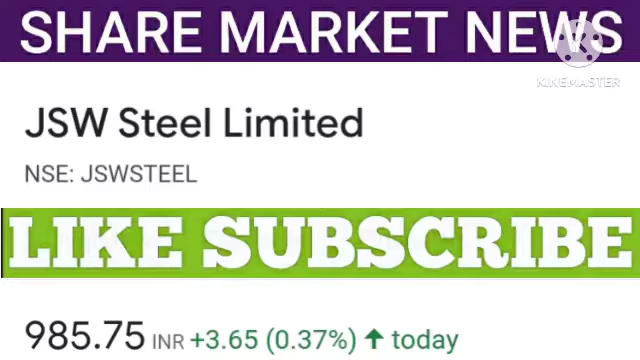 SHARE MARKET NEWS
KINEMASTER
JSW Steel Limited
NSE: JSWSTEEL
LIKE SUBSCRIBE
985.75 INR +3.65 (0.37%) ↑ today